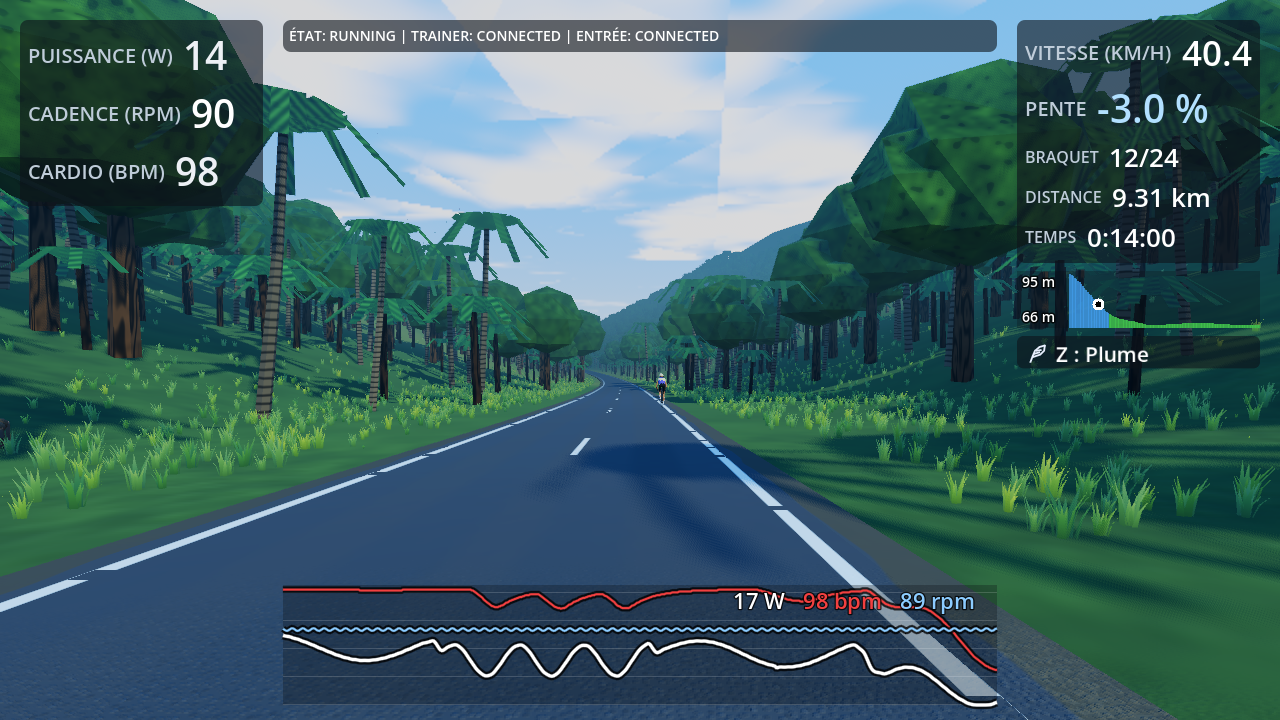 PUISSANCE (W) 14
CADENCE (RPM) 90
CARDIO (BPM) 98
ÉTAT: RUNNING | TRAINER: CONNECTED | ENTRÉE: CONNECTED
VITESSE (KM/H) 40.4
PENTE -3.0 %
BRAQUET 12/24
DISTANCE 9.31 km
TEMPS 0:14:00
95 m
66 m
Z : Plume
17 W 98 bpm 89 rpm